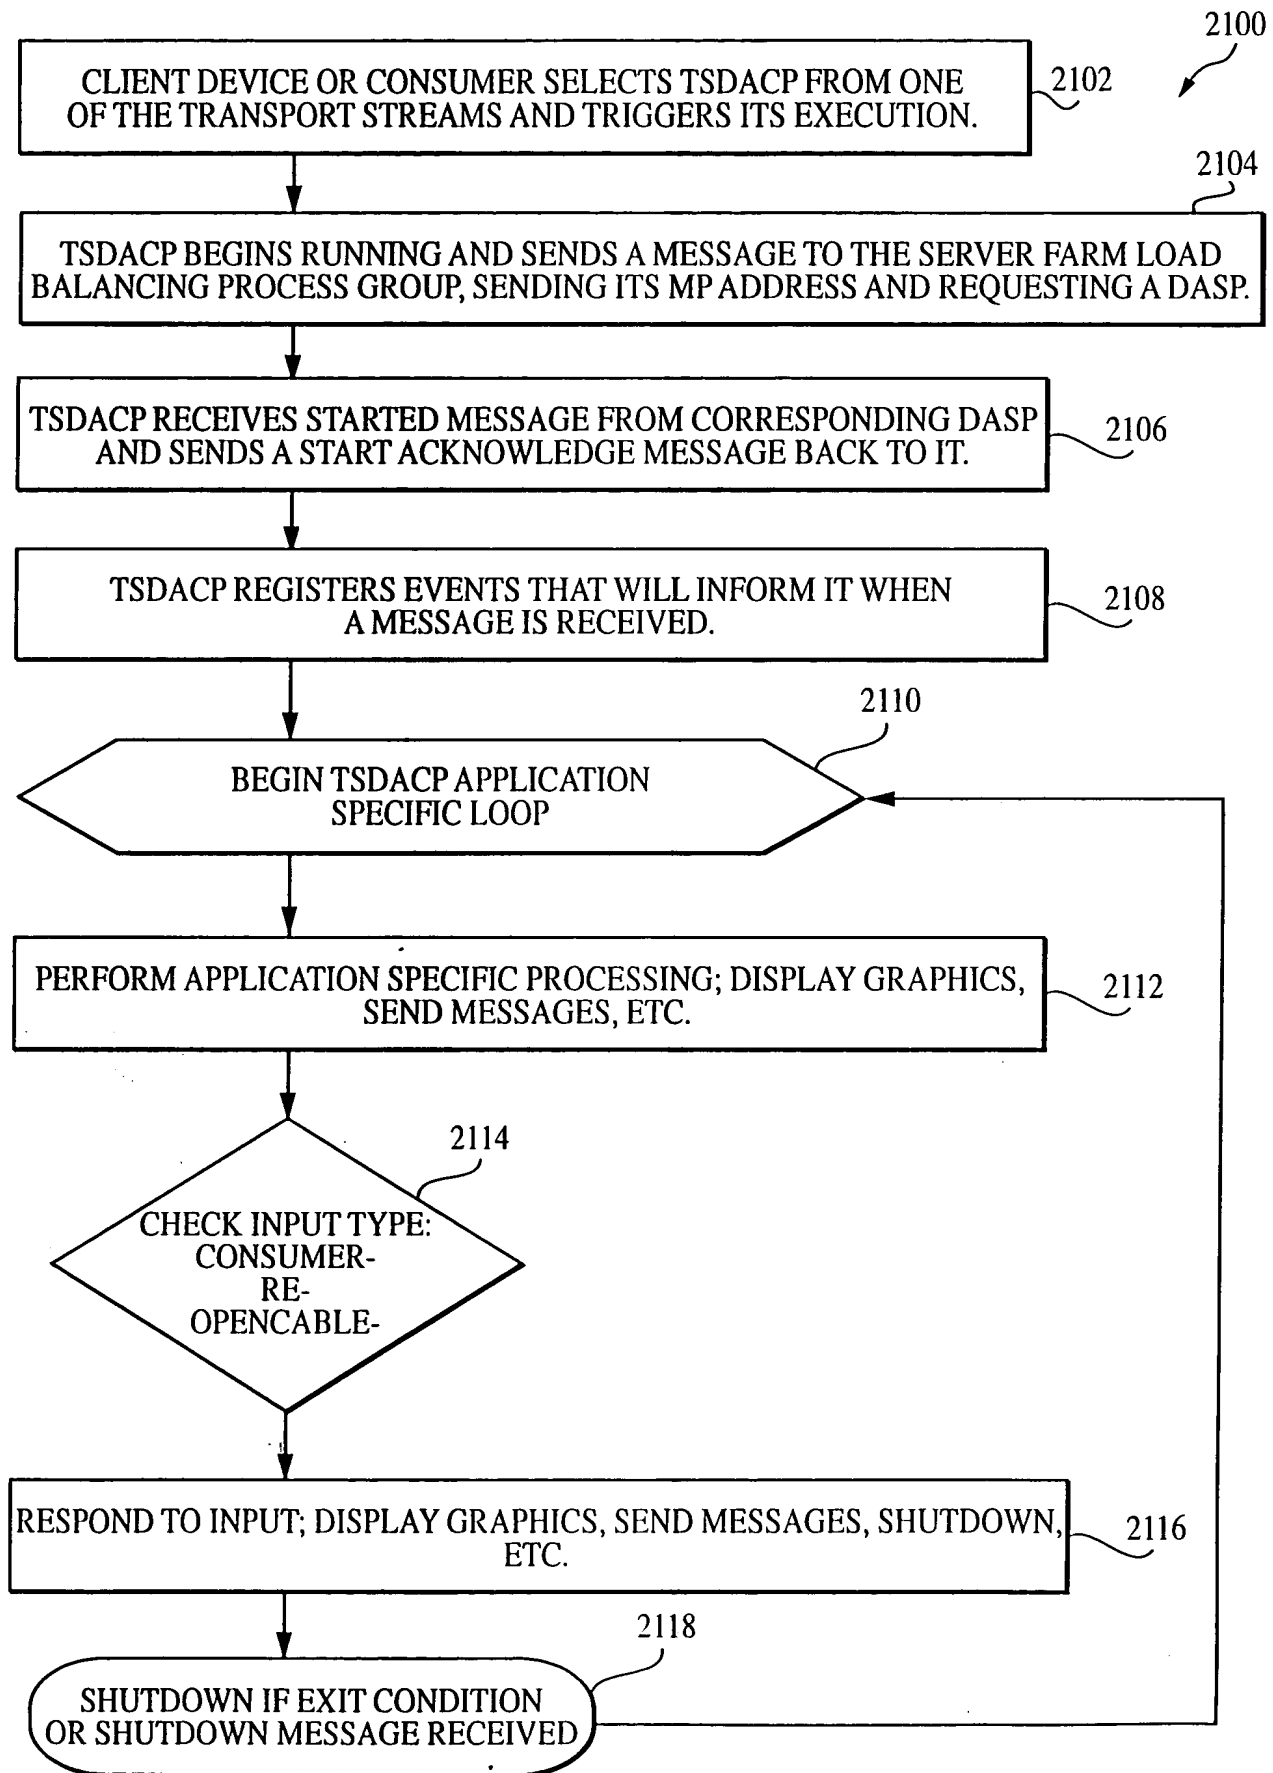 2100
CLIENT DEVICE OR CONSUMER SELECTS TSDACP FROM ONE
OF THE TRANSPORT STREAMS AND TRIGGERS ITS EXECUTION.
2102
2104
TSDACP BEGINS RUNNING AND SENDS A MESSAGE TO THE SERVER FARM LOAD
BALANCING PROCESS GROUP, SENDING ITS MP ADDRESS AND REQUESTING A DASP.
TSDACP RECEIVES STARTED MESSAGE FROM CORRESPONDING DASP
AND SENDS A START ACKNOWLEDGE MESSAGE BACK TO IT.
2106
TSDACP REGISTERS EVENTS THAT WILL INFORM IT WHEN
A MESSAGE IS RECEIVED.
2108
2110
BEGIN TSDACP APPLICATION
SPECIFIC LOOP
PERFORM APPLICATION SPECIFIC PROCESSING; DISPLAY GRAPHICS,
SEND MESSAGES, ETC.
2112
2114
CHECK INPUT TYPE:
CONSUMER-
RE-
OPENCABLE-
RESPOND TO INPUT; DISPLAY GRAPHICS, SEND MESSAGES, SHUTDOWN,
ETC.
2116
2118
SHUTDOWN IF EXIT CONDITION
OR SHUTDOWN MESSAGE RECEIVED